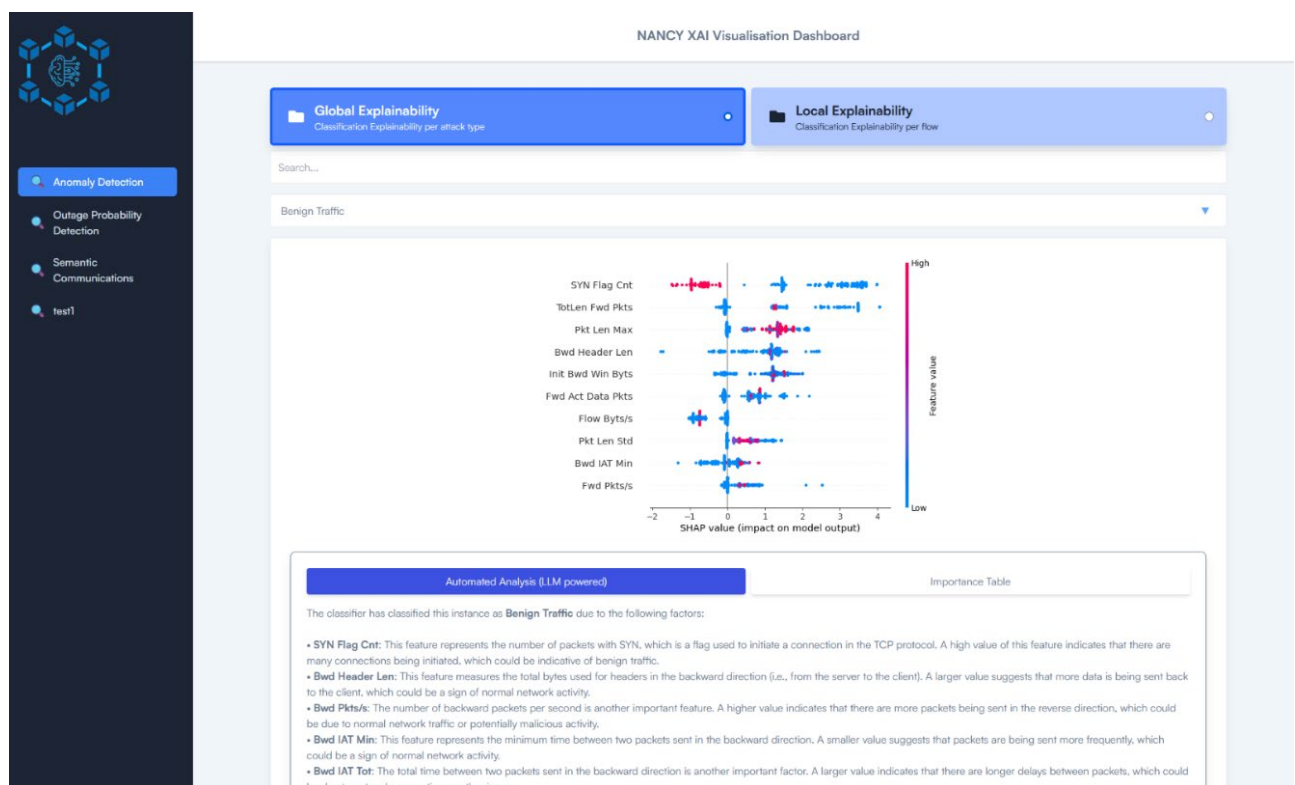 NANCY XAI Visualisation Dashboard
Global Explainability
Classification Explainability per attack type
Local Explainability
Classification Explainability per flow
Search...
Anomaly Detection
Outage Probability
Detection
Semantic
Communications
test1
Benign Traffic
High
SYN Flag Cnt
TotLen Fwd Pkts
Pkt Len Max
Bwd Header Len
Init Bwd Win Byts
Fwd Act Data Pkts
Flow Byts/s
Pkt Len Std
Bwd IAT Min
Fwd Pkts/s
Feature value
Low
−2 −1 0 1 2 3 4
SHAP value (impact on model output)
Automated Analysis (LLM powered)
Importance Table
The classifier has classified this instance as Benign Traffic due to the following factors:
• SYN Flag Cnt: This feature represents the number of packets with SYN, which is a flag used to initiate a connection in the TCP protocol. A high value of this feature indicates that there are
many connections being initiated, which could be indicative of benign traffic.
• Bwd Header Len: This feature measures the total bytes used for headers in the backward direction (i.e., from the server to the client). A larger value suggests that more data is being sent back
to the client, which could be a sign of normal network activity.
• Bwd Pkts/s: The number of backward packets per second is another important feature. A higher value indicates that there are more packets being sent in the reverse direction, which could
be due to normal network traffic or potentially malicious activity.
• Bwd IAT Min: This feature represents the minimum time between two packets sent in the backward direction. A smaller value suggests that packets are being sent more frequently, which
could be a sign of normal network activity.
• Bwd IAT Tot: The total time between two packets sent in the backward direction is another important factor. A larger value indicates that there are longer delays between packets, which could